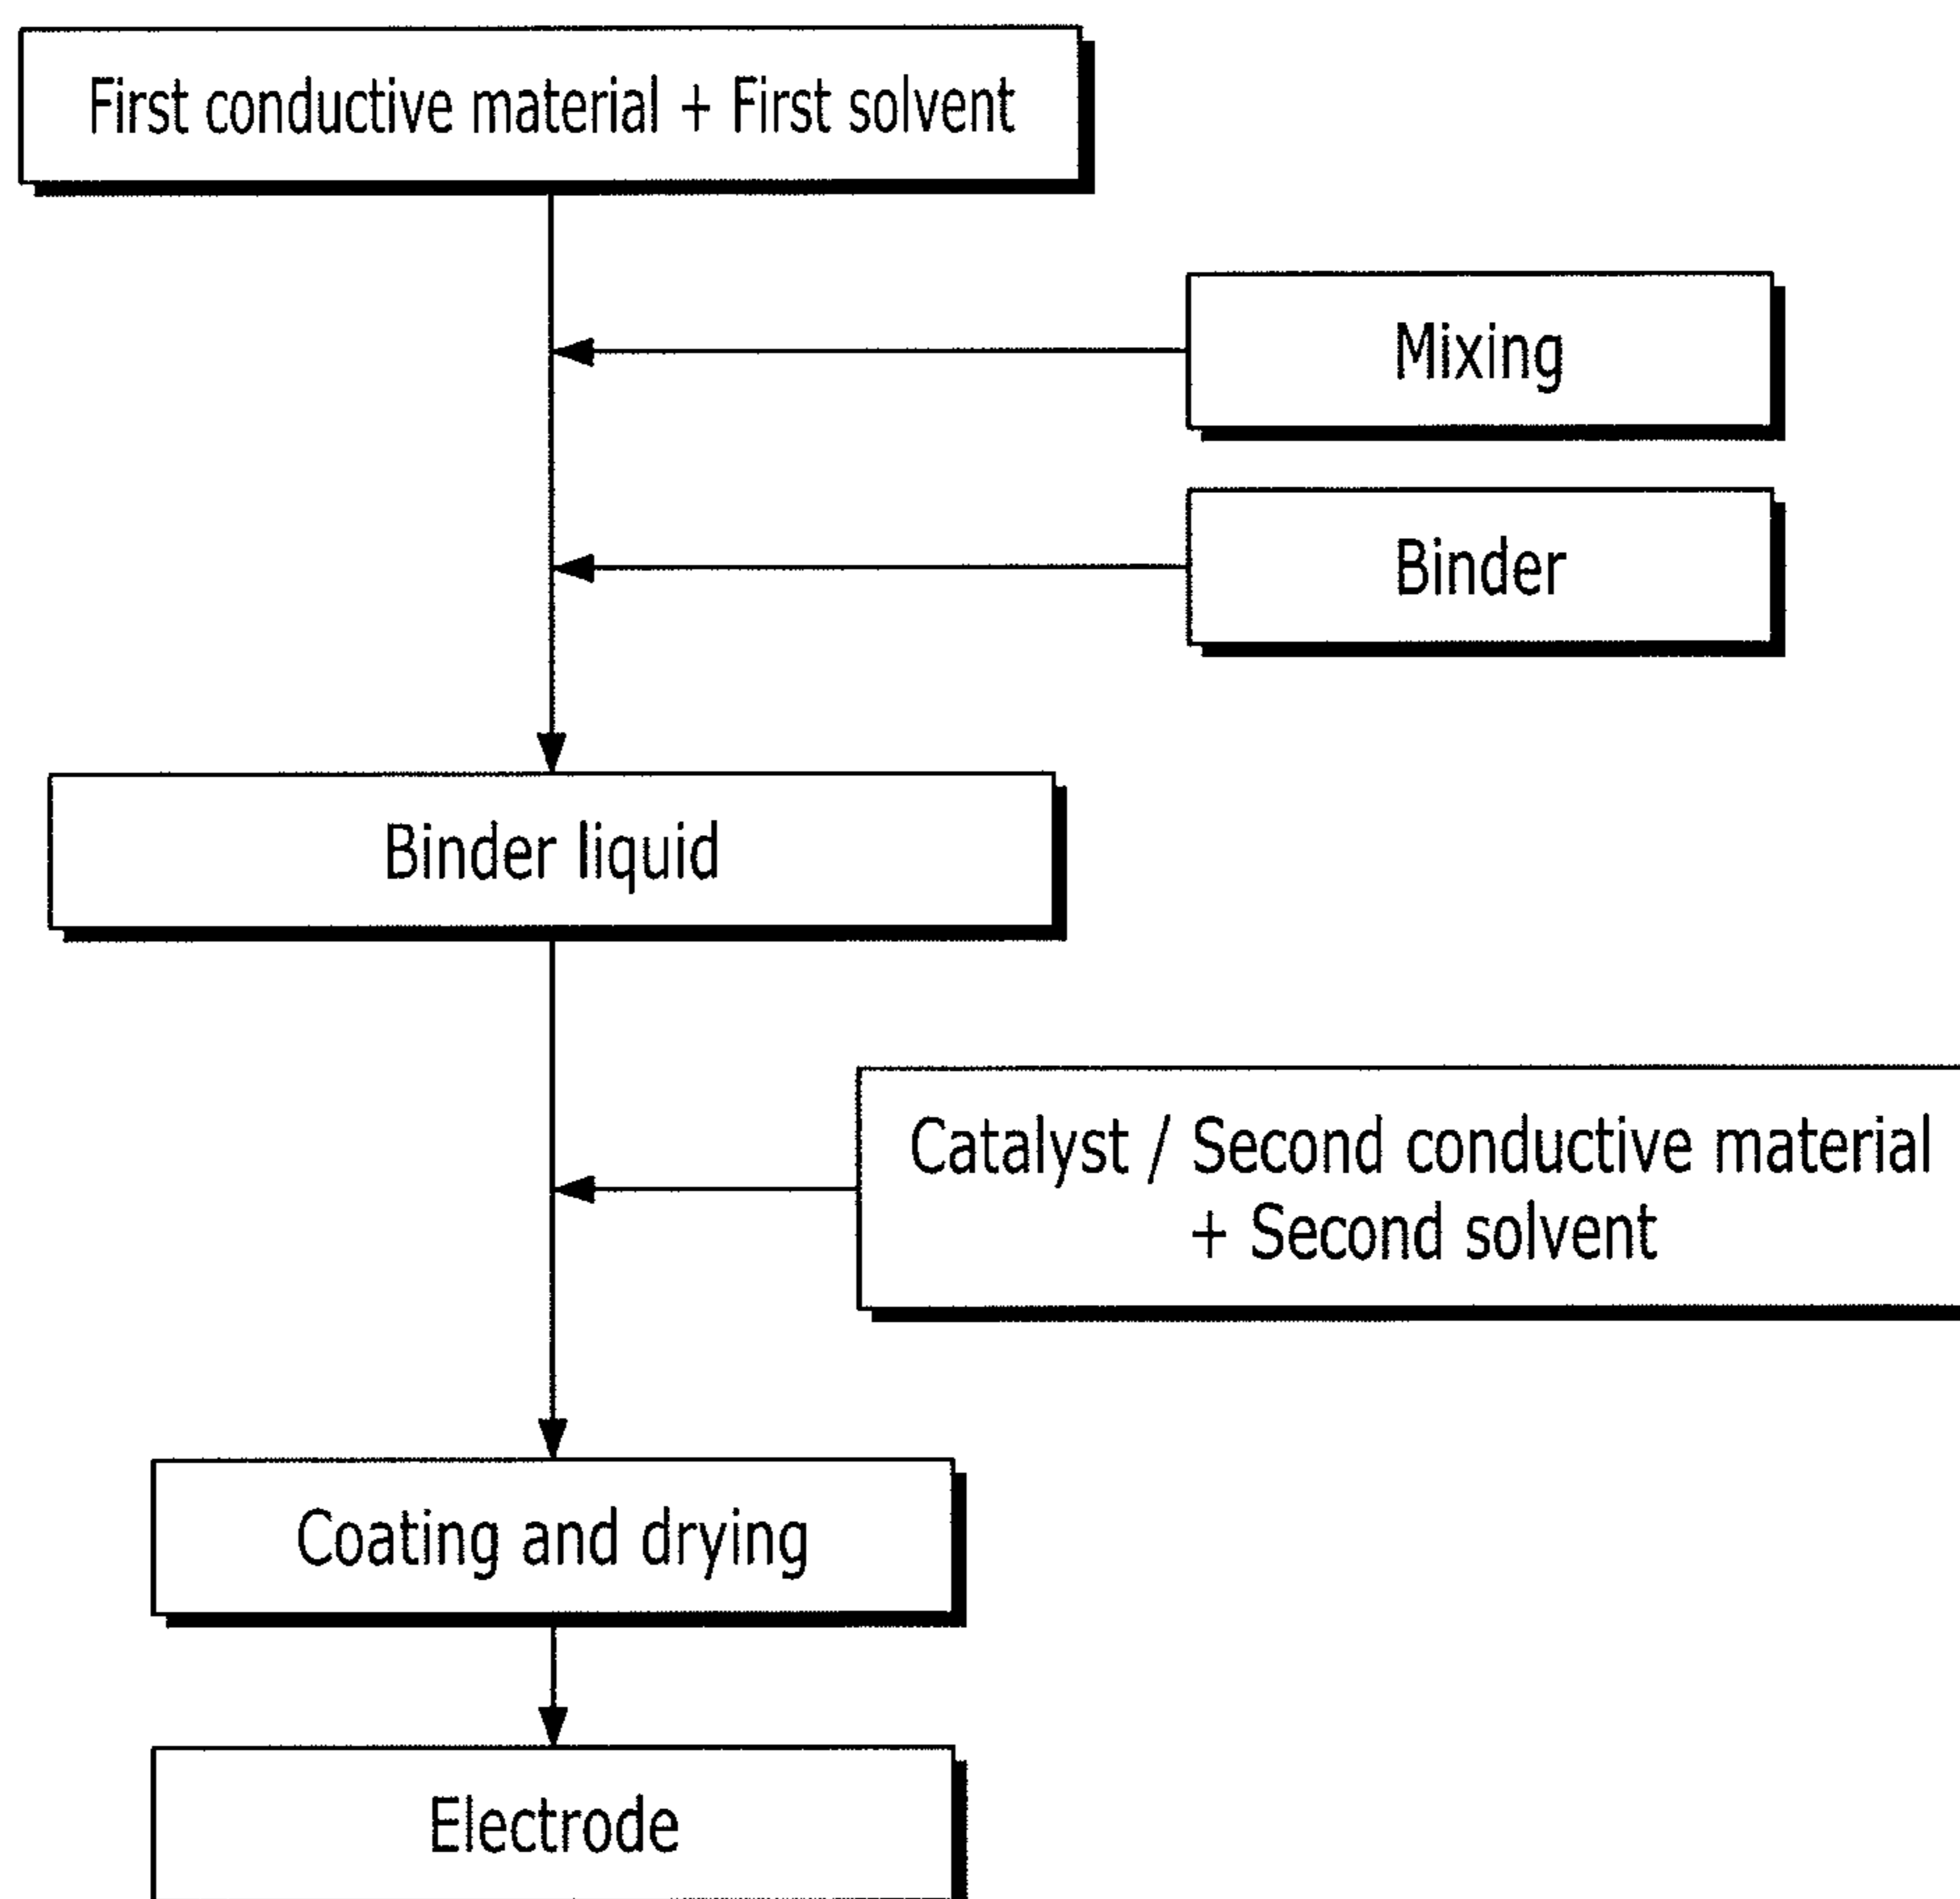 First conductive material + First solvent
Mixing
Binder
Binder liquid
Catalyst / Second conductive material
+ Second solvent
Coating and drying
Electrode